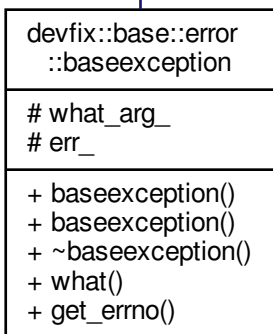 devfix::base::error
::baseexception
# what_arg_
# err_
+ baseexception()
+ baseexception()
+ ~baseexception()
+ what()
+ get_errno()